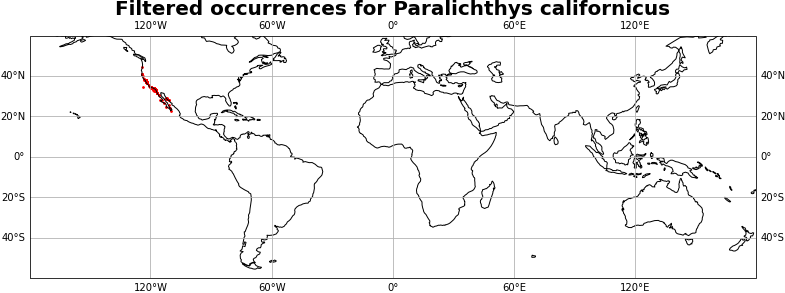 Filtered occurrences for Paralichthys californicus
120°W 60°W 0° 60°E 120°E
40°N 40°N
20°N 20°N
0° 0°
20°S 20°S
40°S 40°S
120°W 60°W 0° 60°E 120°E